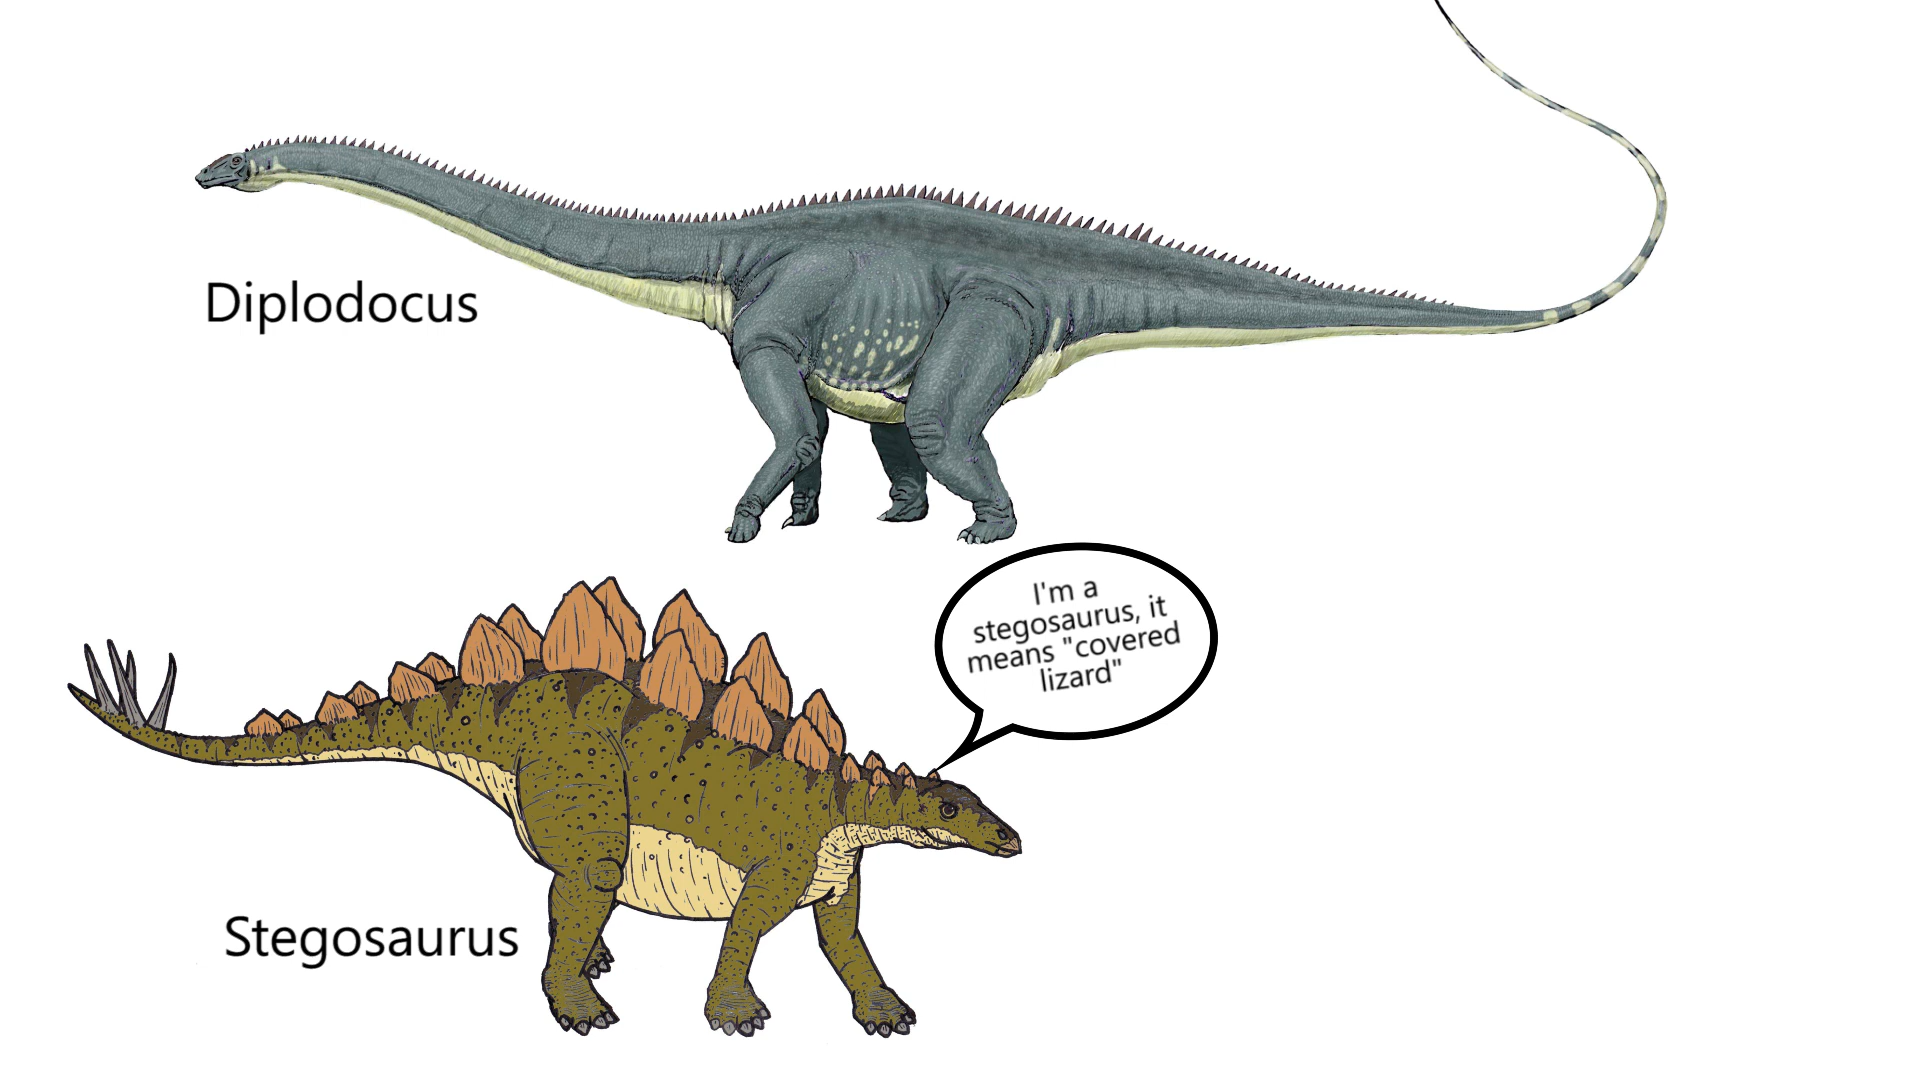 Diplodocus
I'm a
stegosaurus, it
means "covered
lizard"
Stegosaurus